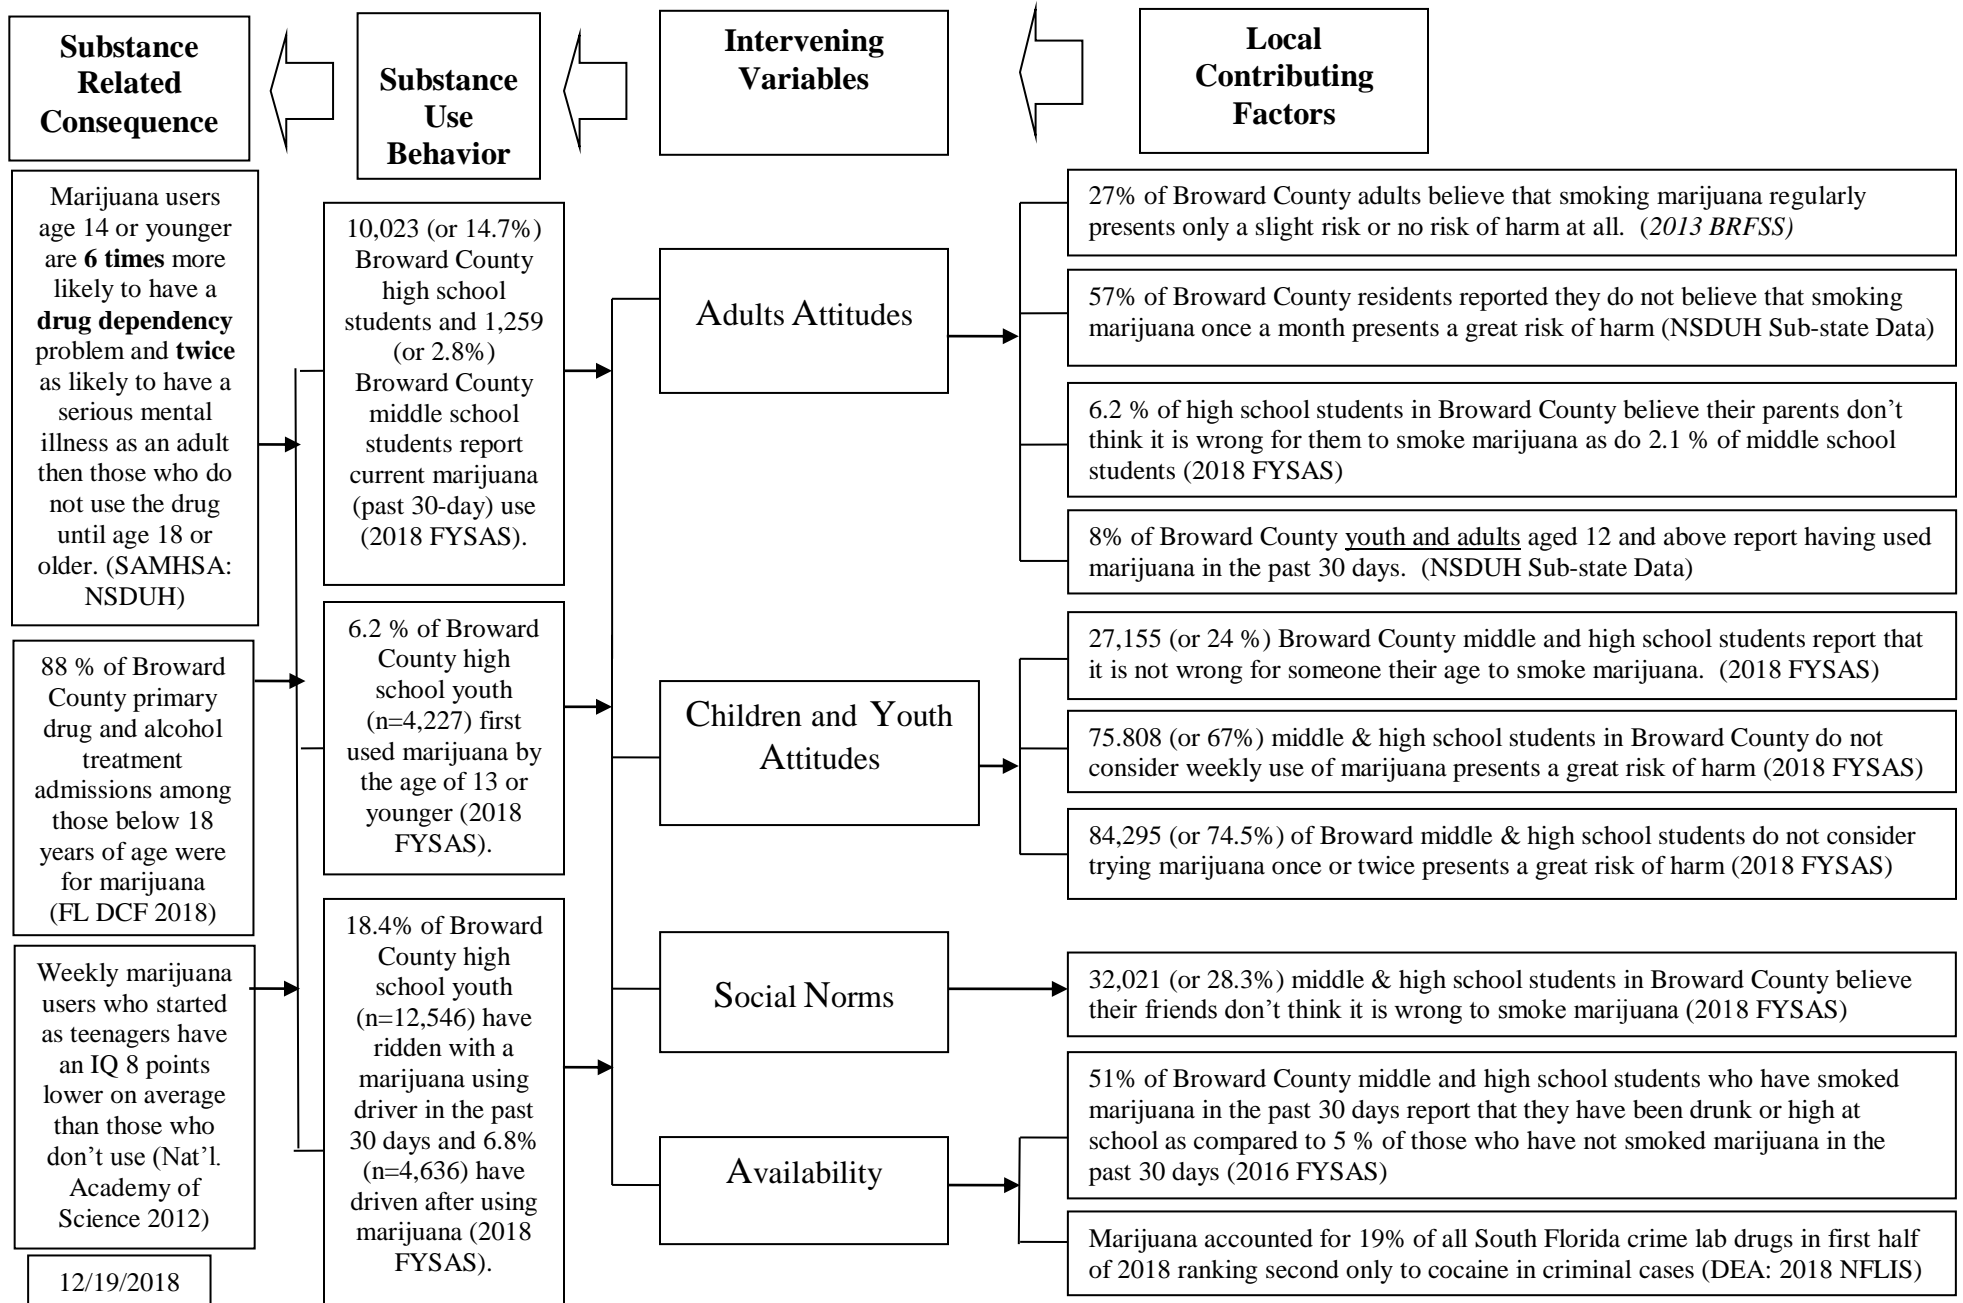 Substance
Related
Consequence
Substance
Use
Behavior
Intervening
Variables
Local
Contributing
Factors
Marijuana users
age 14 or younger
are 6 times more
likely to have a
drug dependency
problem and twice
as likely to have a
serious mental
illness as an adult
then those who do
not use the drug
until age 18 or
older. (SAMHSA:
NSDUH)
88 % of Broward
County primary
drug and alcohol
treatment
admissions among
those below 18
years of age were
for marijuana
(FL DCF 2018)
Weekly marijuana
users who started
as teenagers have
an IQ 8 points
lower on average
than those who
don't use (Nat'l.
Academy of
Science 2012)
12/19/2018
10,023 (or 14.7%)
Broward County
high school
students and 1,259
(or 2.8%)
Broward County
middle school
students report
current marijuana
(past 30-day) use
(2018 FYSAS).
6.2 % of Broward
County high
school youth
(n=4,227) first
used marijuana by
the age of 13 or
younger (2018
FYSAS).
18.4% of Broward
County high
school youth
(n=12,546) have
ridden with a
marijuana using
driver in the past
30 days and 6.8%
(n=4,636) have
driven after using
marijuana (2018
FYSAS).
Adults Attitudes
Children and Youth
Attitudes
Social Norms
Availability
27% of Broward County adults believe that smoking marijuana regularly
presents only a slight risk or no risk of harm at all. (2013 BRFSS)
57% of Broward County residents reported they do not believe that smoking
marijuana once a month presents a great risk of harm (NSDUH Sub-state Data)
6.2 % of high school students in Broward County believe their parents don't
think it is wrong for them to smoke marijuana as do 2.1 % of middle school
students (2018 FYSAS)
8% of Broward County youth and adults aged 12 and above report having used
marijuana in the past 30 days. (NSDUH Sub-state Data)
27,155 (or 24 %) Broward County middle and high school students report that
it is not wrong for someone their age to smoke marijuana. (2018 FYSAS)
75.808 (or 67%) middle & high school students in Broward County do not
consider weekly use of marijuana presents a great risk of harm (2018 FYSAS)
84,295 (or 74.5%) of Broward middle & high school students do not consider
trying marijuana once or twice presents a great risk of harm (2018 FYSAS)
32,021 (or 28.3%) middle & high school students in Broward County believe
their friends don't think it is wrong to smoke marijuana (2018 FYSAS)
51% of Broward County middle and high school students who have smoked
marijuana in the past 30 days report that they have been drunk or high at
school as compared to 5 % of those who have not smoked marijuana in the
past 30 days (2016 FYSAS)
Marijuana accounted for 19% of all South Florida crime lab drugs in first half
of 2018 ranking second only to cocaine in criminal cases (DEA: 2018 NFLIS)